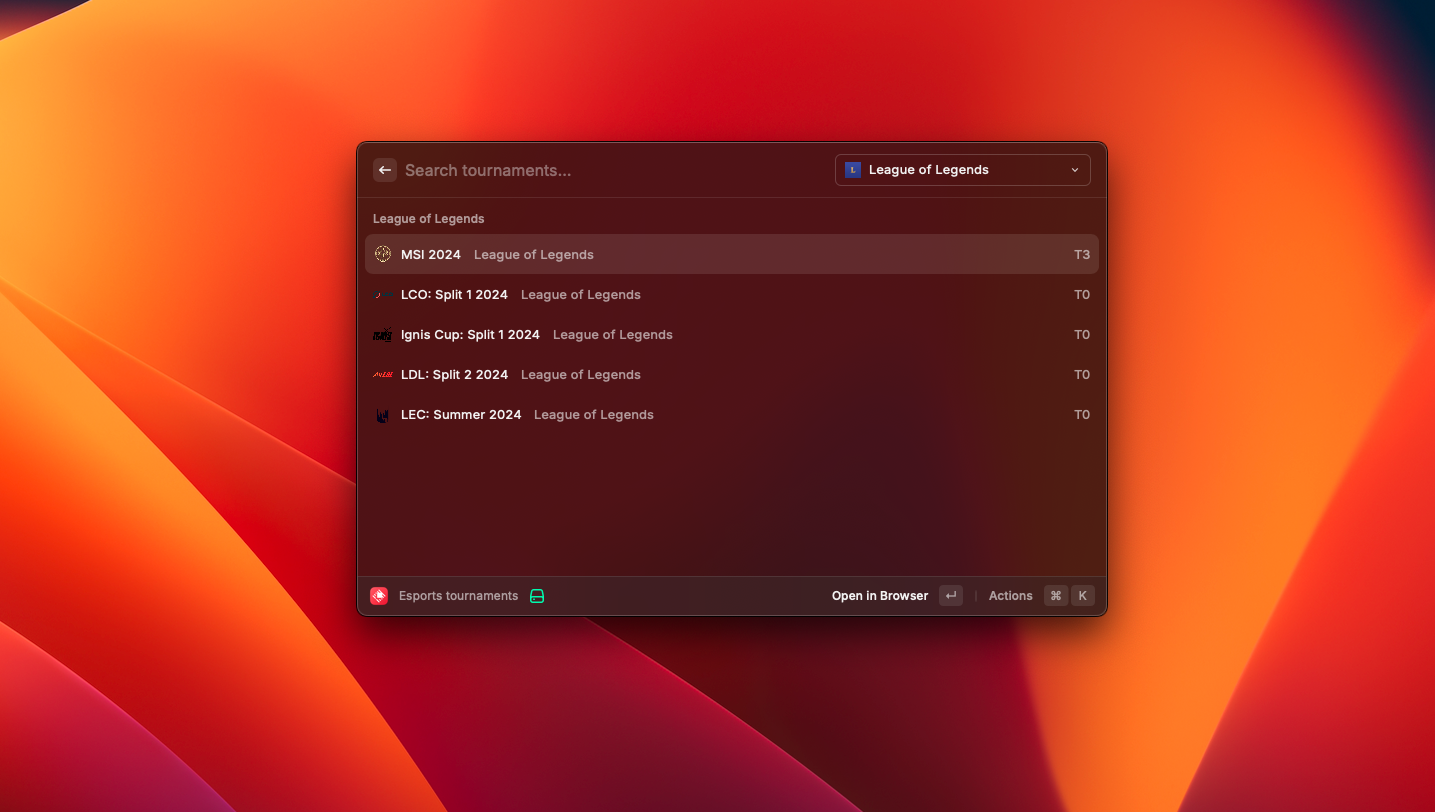 Search tournaments...
L League of Legends
League of Legends
MSI 2024 League of Legends T3
LCO: Split 1 2024 League of Legends T0
Ignis Cup: Split 1 2024 League of Legends T0
LDL: Split 2 2024 League of Legends T0
LEC: Summer 2024 League of Legends T0
Esports tournaments Open in Browser ↵ | Actions ⌘ K